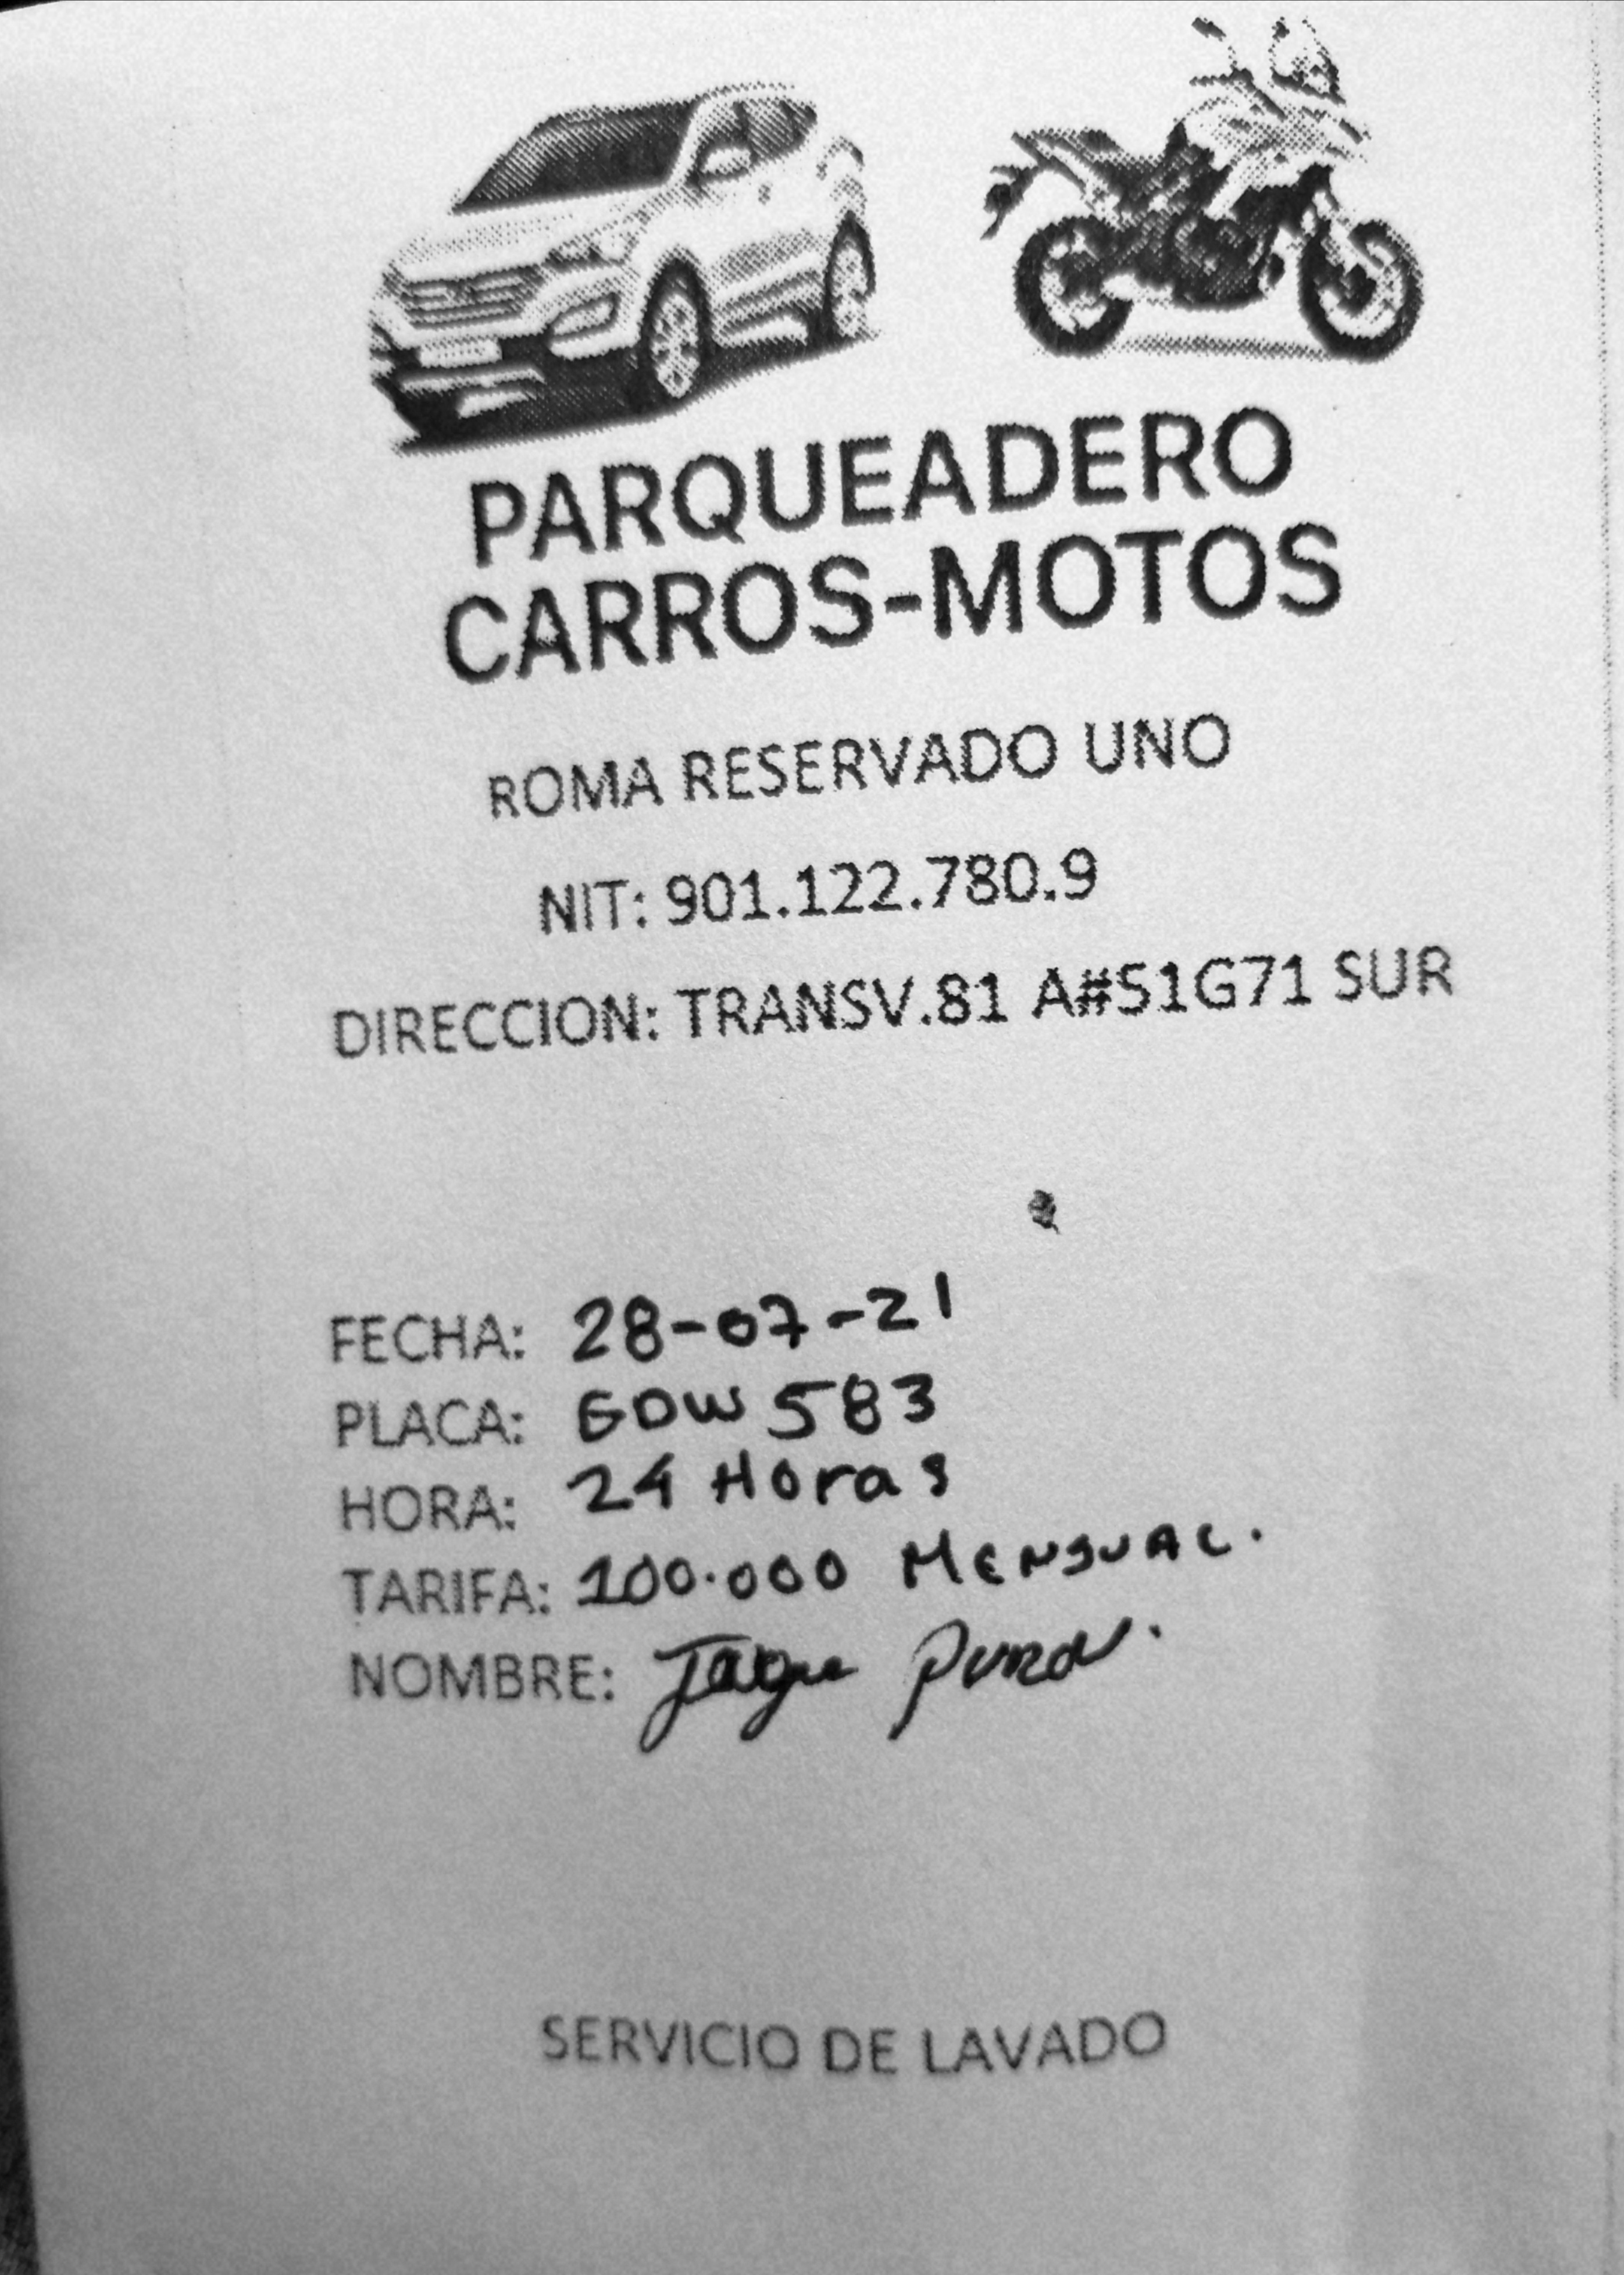 PARQUEADERO
CARROS-MOTOS
ROMA RESERVADO UNO
NIT: 901.122.780.9
DIRECCION: TRANSV.81 A#51G71 SUR
FECHA: 28-07-21
PLACA: GDW 583
HORA: 24 Horas
TARIFA: 100.000 MENSUAL.
NOMBRE:
SERVICIO DE LAVADO